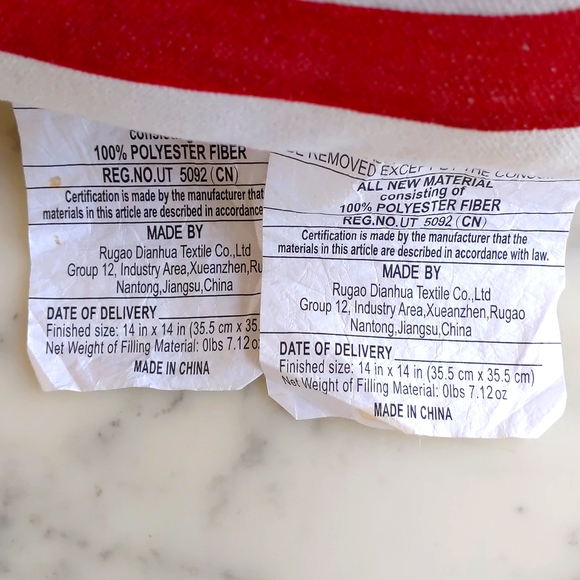 consisting
100% POLYESTER FIBER
REG.NO.UT 5092 (CN)
Certification is made by the manufacturer that
materials in this article are described in accordance
MADE BY
Rugao Dianhua Textile Co.,Ltd
Group 12, Industry Area,Xueanzhen,Ru
Nantong,Jiangsu,China
DATE OF DELIVERY
Finished size: 14 in x 14 in (35.5 cm x 35.
Net Weight of Filling Material: 0lbs 7.12 oz
MADE IN CHINA
REMOVED EXCEPT BY THE
ALL NEW MATERIAL
consisting of
100% POLYESTER FIBER
REG.NO.UT 5092 (CN)
Certification is made by the manufacturer that the
materials in this article are described in accordance with law.
MADE BY
Rugao Dianhua Textile Co.,Ltd
Group 12, Industry Area,Xueanzhen,Rugao
Nantong,Jiangsu,China
DATE OF DELIVERY
Finished size: 14 in x 14 in (35.5 cm x 35.5 cm)
Net Weight of Filling Material: 0lbs 7.12 oz
MADE IN CHINA